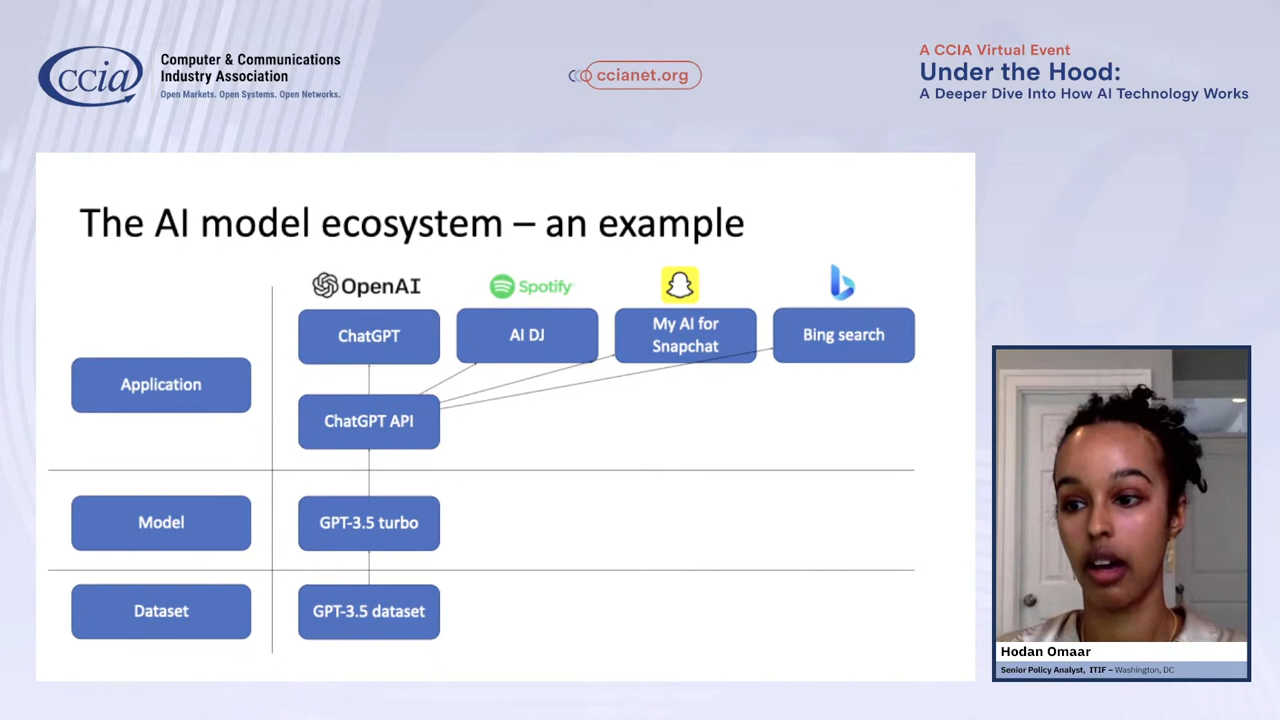 ccia
Computer & Communications
Industry Association
Open Markets. Open Systems. Open Networks.
ccianet.org
A CCIA Virtual Event
Under the Hood:
A Deeper Dive Into How AI Technology Works
The AI model ecosystem – an example
OpenAI
Spotify
ChatGPT
AI DJ
My AI for
Snapchat
Bing search
Application
ChatGPT API
Model
GPT-3.5 turbo
Dataset
GPT-3.5 dataset
Hodan Omaar
Senior Policy Analyst, ITIF – Washington, DC